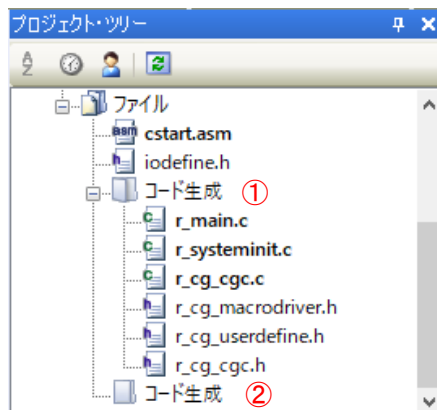 プロジェクト・ツリー
ファイル
cstart.asm
iodefine.h
コード生成 ①
r_main.c
r_systeminit.c
r_cg_cgc.c
r_cg_macrodriver.h
r_cg_userdefine.h
r_cg_cgc.h
コード生成 ②